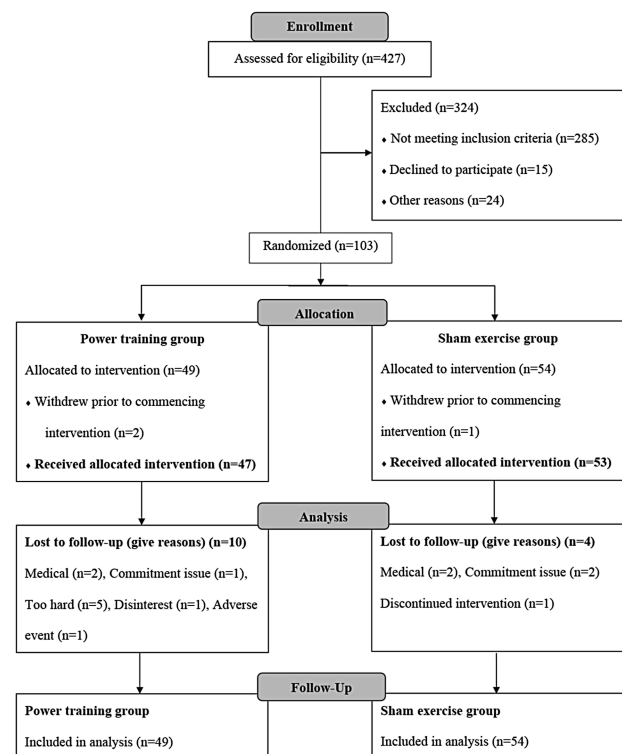 Enrollment
Assessed for eligibility (n=427)
Excluded (n=324)
♦ Not meeting inclusion criteria (n=285)
♦ Declined to participate (n=15)
♦ Other reasons (n=24)
Randomized (n=103)
Allocation
Power training group
Allocated to intervention (n=49)
♦ Withdrew prior to commencing
intervention (n=2)
♦ Received allocated intervention (n=47)
Sham exercise group
Allocated to intervention (n=54)
♦ Withdrew prior to commencing
intervention (n=1)
♦ Received allocated intervention (n=53)
Analysis
Lost to follow-up (give reasons) (n=10)
Medical (n=2), Commitment issue (n=1),
Too hard (n=5), Disinterest (n=1), Adverse
event (n=1)
Lost to follow-up (give reasons) (n=4)
Medical (n=2), Commitment issue (n=2)
Discontinued intervention (n=1)
Follow-Up
Power training group
Included in analysis (n=49)
Sham exercise group
Included in analysis (n=54)